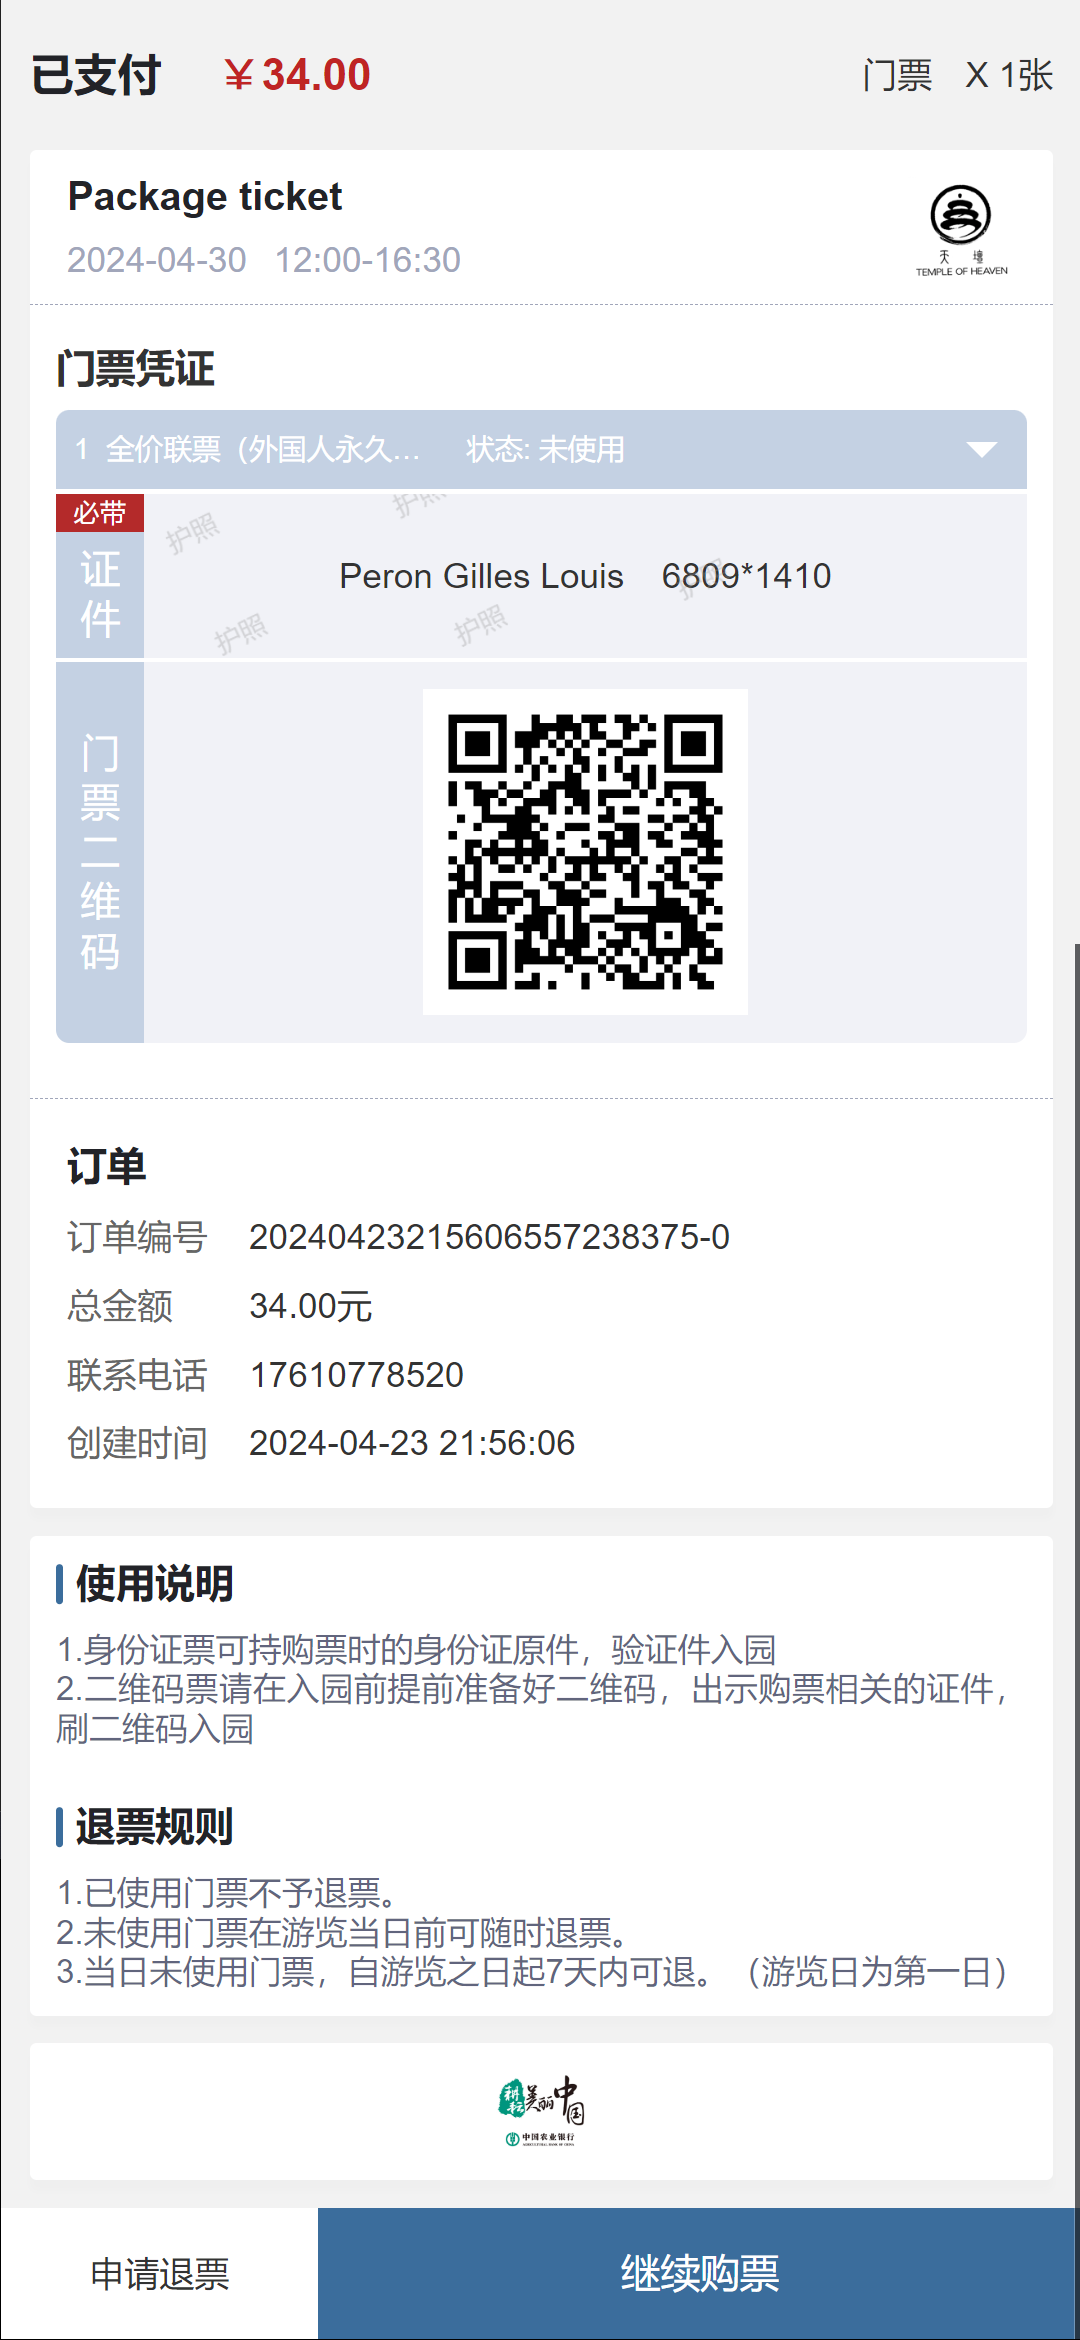 已支付 ￥34.00 门票 X 1张
Package ticket
2024-04-30 12:00-16:30
天壇
TEMPLE OF HEAVEN
门票凭证
1 全价联票（外国人永久... 状态: 未使用
必带
证件
护照
护照
Peron Gilles Louis 6809*1410
护照
护照
护照
门票二维码
订单
订单编号 20240423215606557238375-0
总金额 34.00元
联系电话 17610778520
创建时间 2024-04-23 21:56:06
使用说明
1.身份证票可持购票时的身份证原件，验证件入园
2.二维码票请在入园前提前准备好二维码，出示购票相关的证件，
刷二维码入园
退票规则
1.已使用门票不予退票。
2.未使用门票在游览当日前可随时退票。
3.当日未使用门票，自游览之日起7天内可退。（游览日为第一日）
耕耘美丽中国
中国农业银行
AGRICULTURAL BANK OF CHINA
申请退票 继续购票